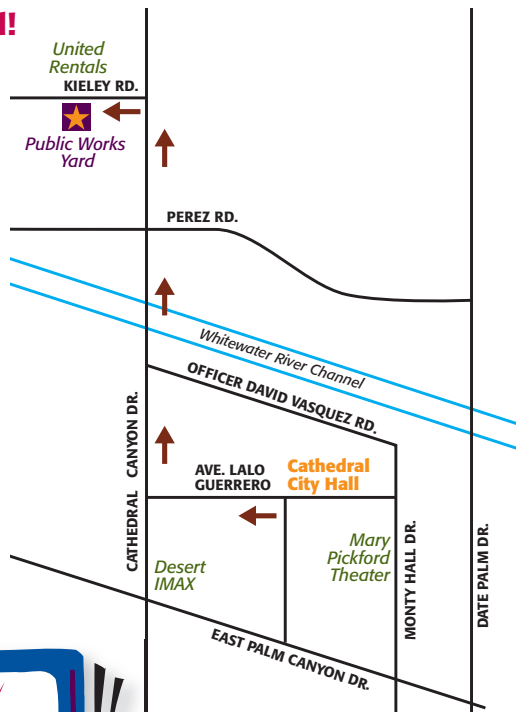 !
United
Rentals
KIELEY RD.
Public Works
Yard
PEREZ RD.
Whitewater River Channel
OFFICER DAVID VASQUEZ RD.
CATHEDRAL CANYON DR.
AVE. LALO
GUERRERO
Cathedral
City Hall
Desert
IMAX
Mary
Pickford
Theater
MONTY HALL DR.
DATE PALM DR.
EAST PALM CANYON DR.